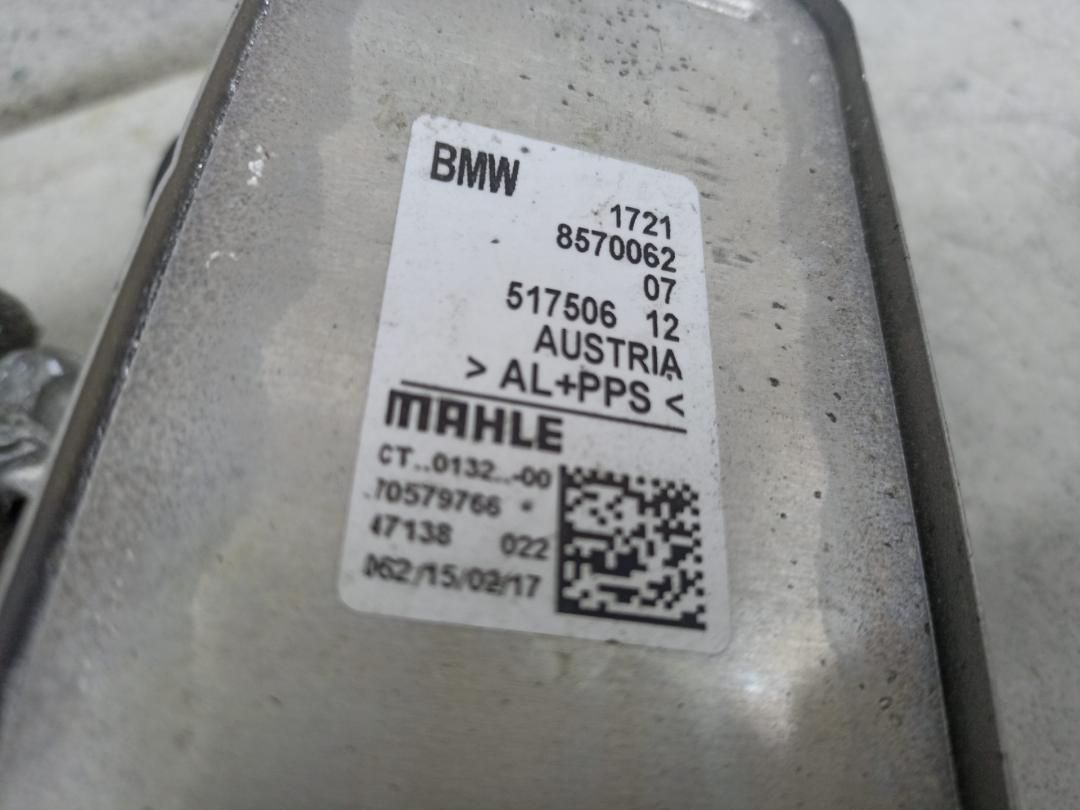 BMW
1721
8570062
07
517506 12
AUSTRIA
> AL+PPS <
MAHLE
CT..0132..-00
70579766 *
47138 022
062/15/02/17